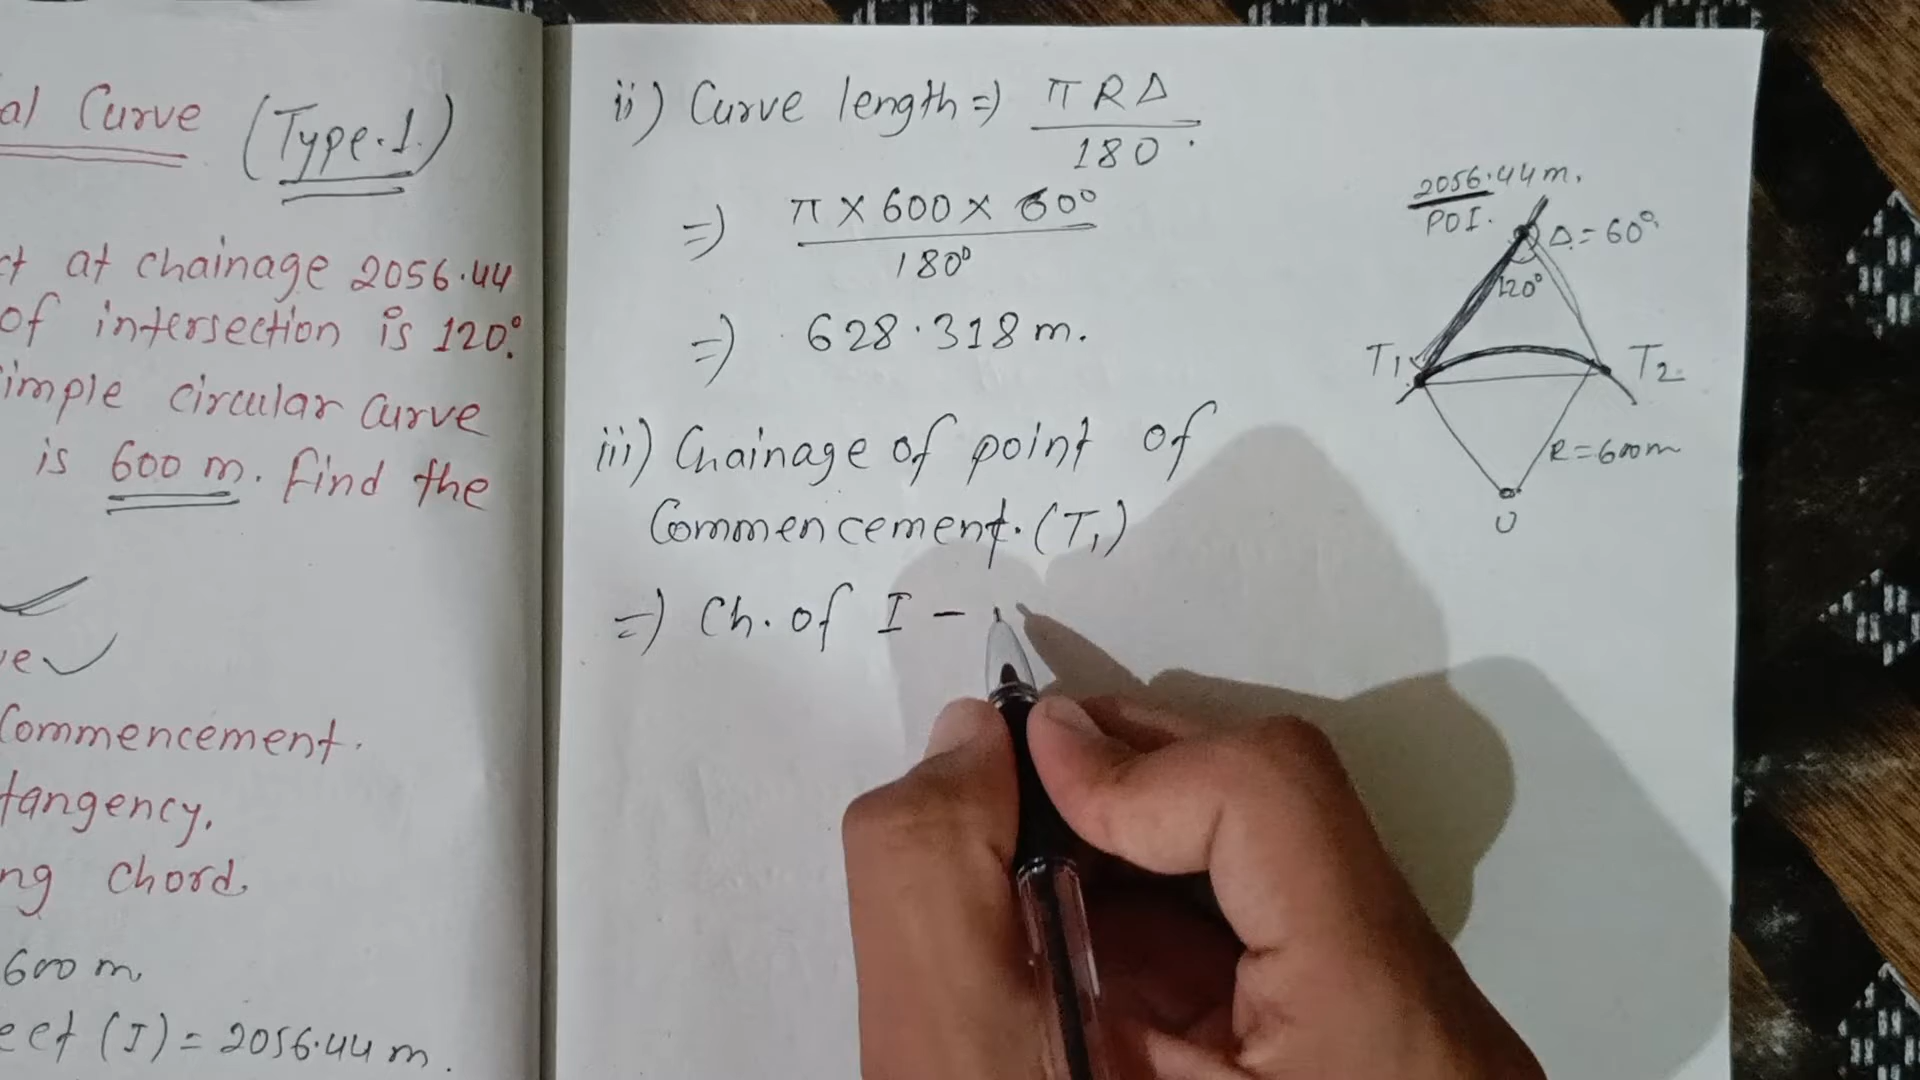 al Curve (Type.1.)
at chainage 2056.44
of intersection is 120°.
imple circular curve
is 600 m. Find the
Commencement.
tangency.
ng chord.
600 m
ect (I) = 2056.44 m.
ii) Curve length => πRΔ
180.
=> π X 600 X 60°
180°
=> 628.318 m.
iii) Chainage of point of
Commencement. (T1)
=> Ch. of I -
2056.44 m.
POI.
Δ = 60°
120°
T1
T2
R = 600m
O